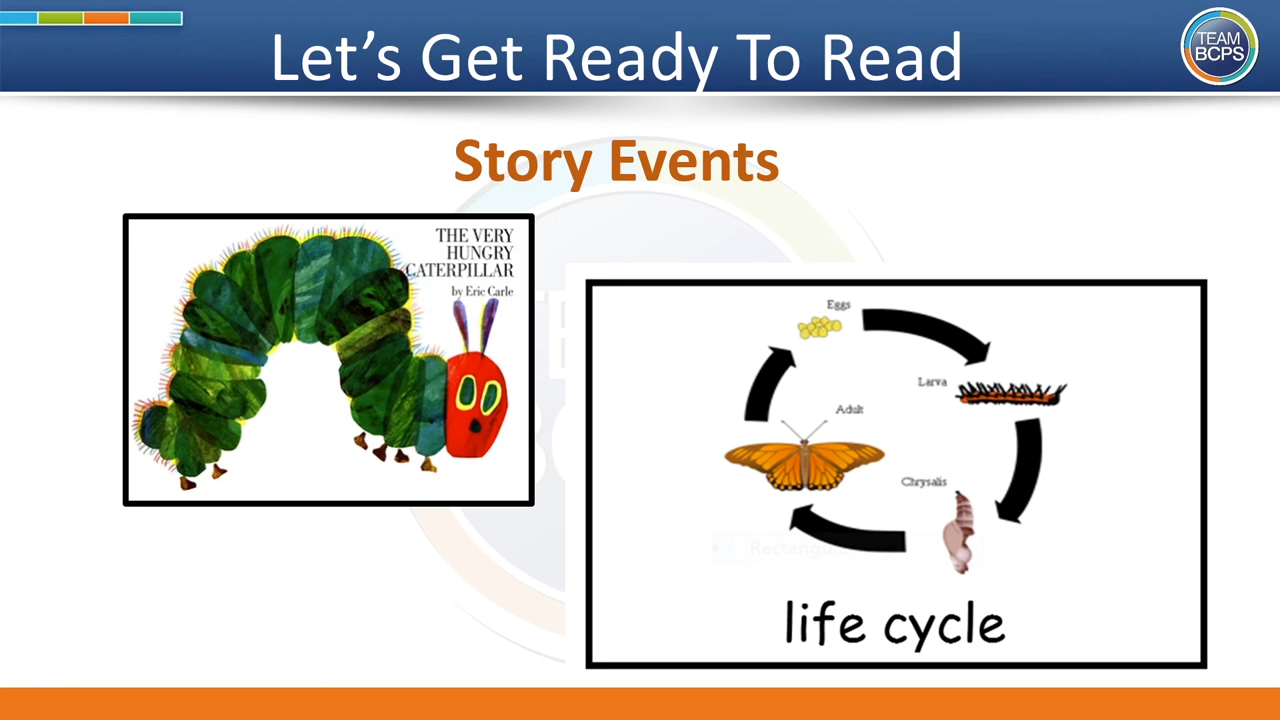 Let's Get Ready To Read
TEAM
BCPS
Story Events
THE VERY
HUNGRY
CATERPILLAR
by Eric Carle
Eggs
Larva
Adult
Chrysalis
life cycle